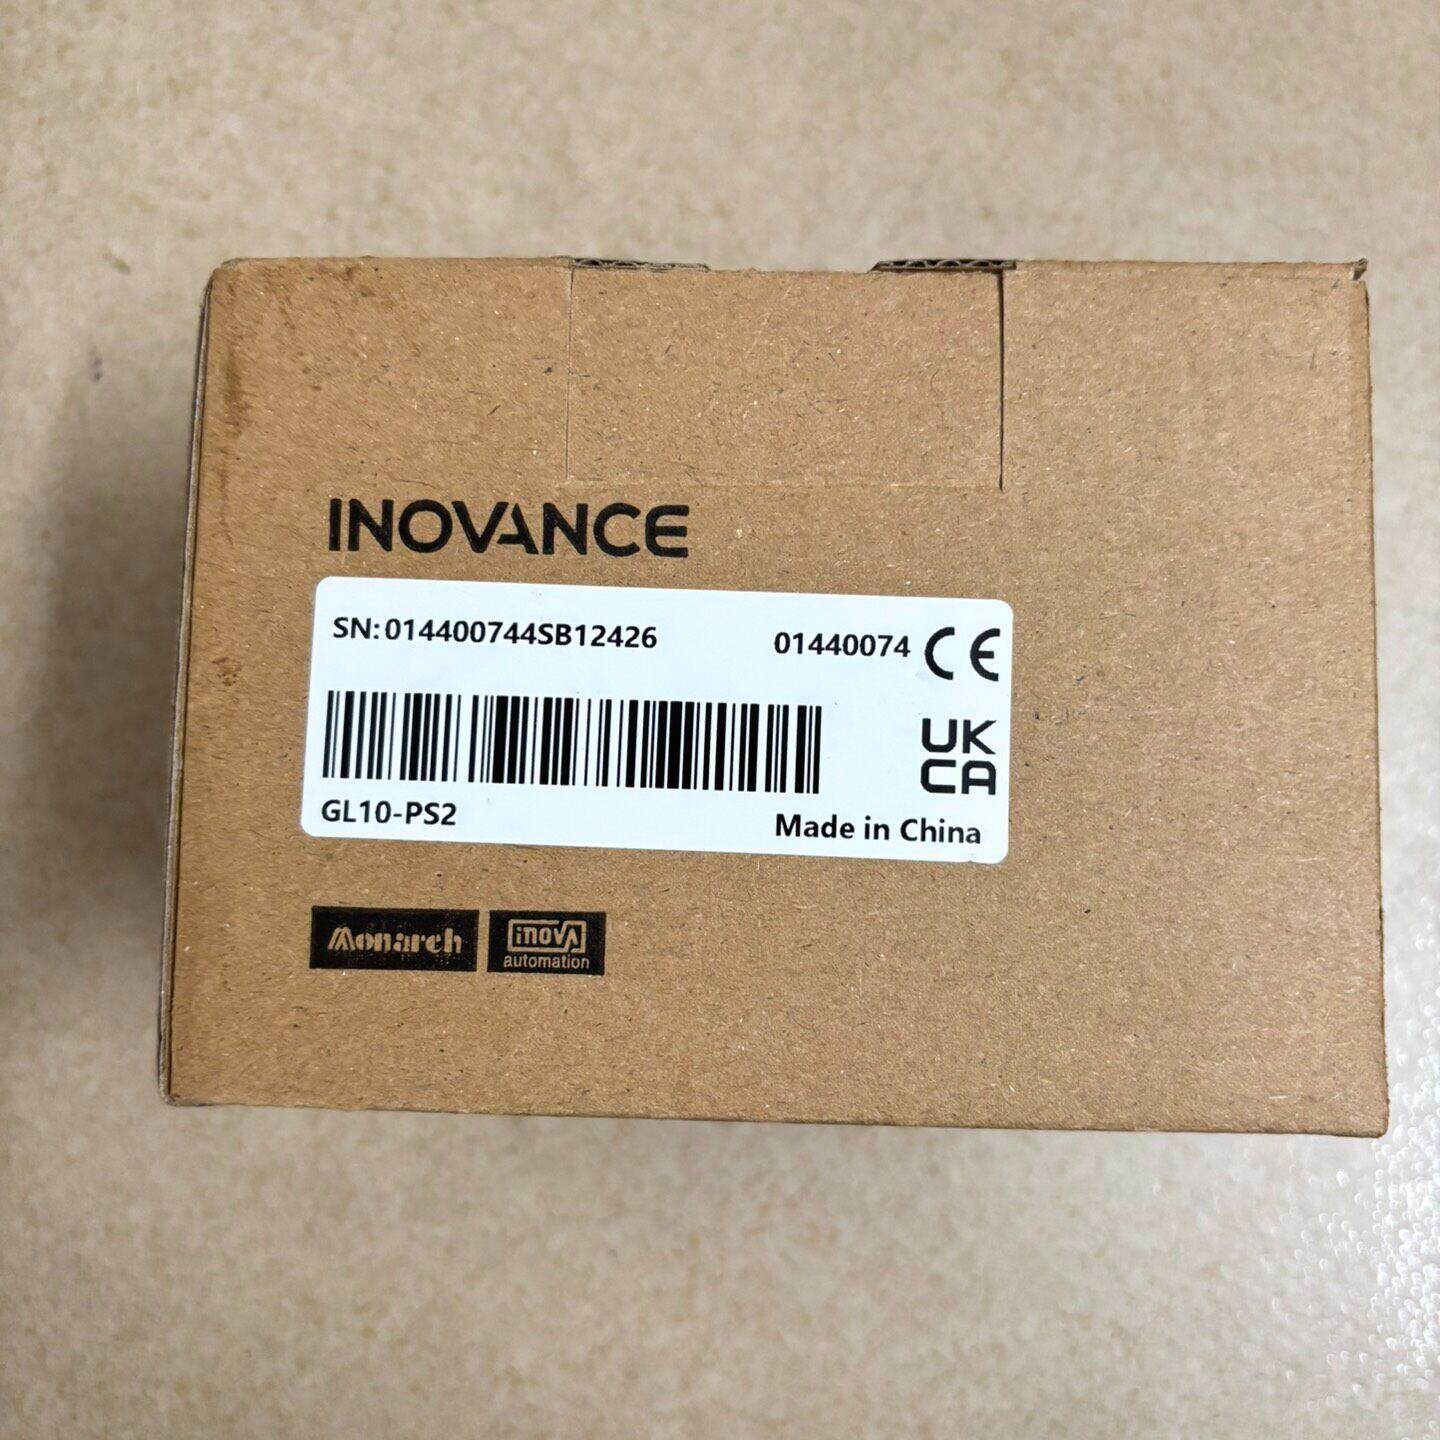 INOVANCE
SN: 014400744SB12426 01440074 CE
UK
CA
GL10-PS2 Made in China
Monarch inovA
automation